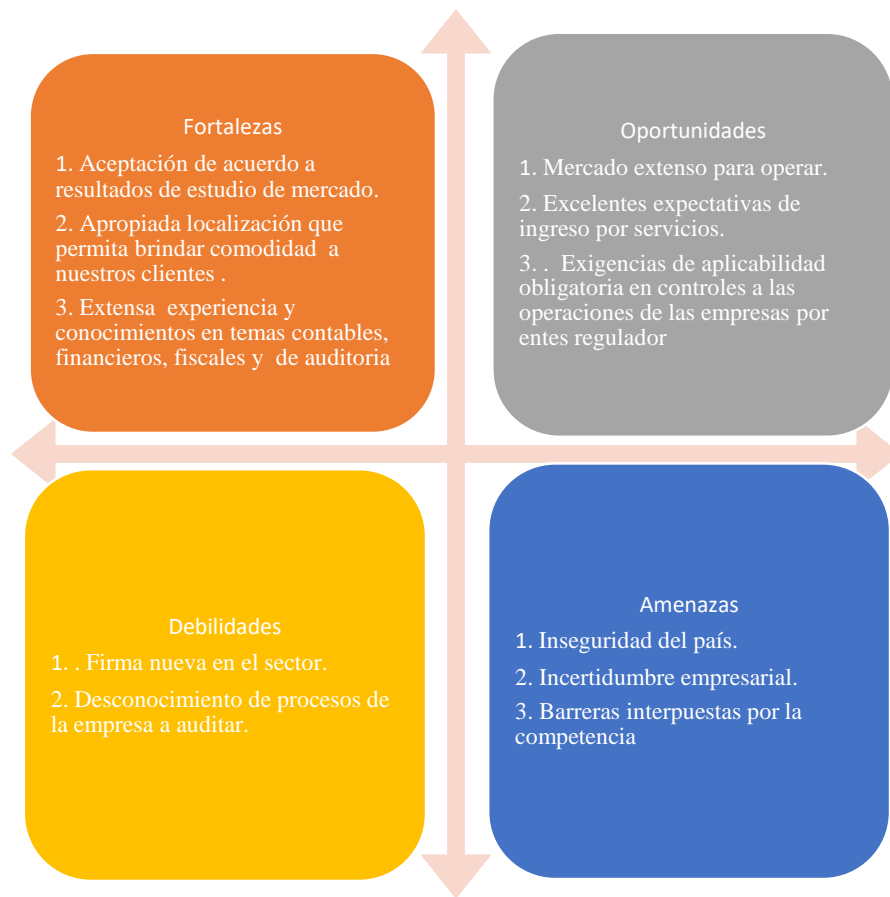 Fortalezas
1. Aceptación de acuerdo a
resultados de estudio de mercado.
2. Apropiada localización que
permita brindar comodidad a
nuestros clientes .
3. Extensa experiencia y
conocimientos en temas contables,
financieros, fiscales y de auditoria
Oportunidades
1. Mercado extenso para operar.
2. Excelentes expectativas de
ingreso por servicios.
3. . Exigencias de aplicabilidad
obligatoria en controles a las
operaciones de las empresas por
entes regulador
Debilidades
1. . Firma nueva en el sector.
2. Desconocimiento de procesos de
la empresa a auditar.
Amenazas
1. Inseguridad del país.
2. Incertidumbre empresarial.
3. Barreras interpuestas por la
competencia